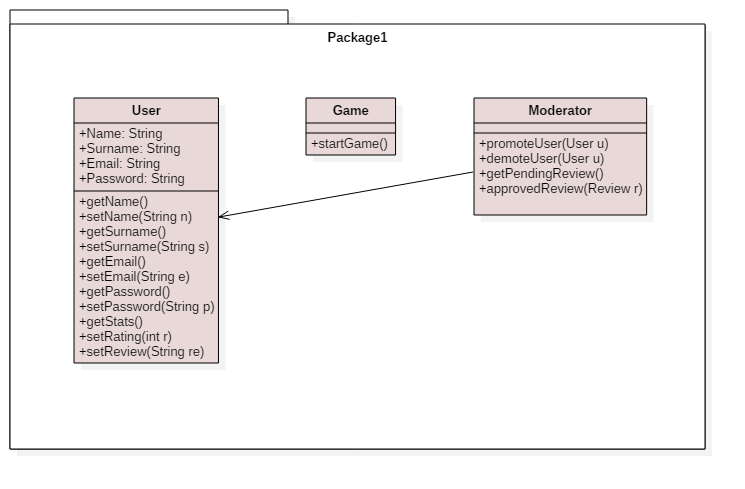 Package1
User
+Name: String
+Surname: String
+Email: String
+Password: String
+getName()
+setName(String n)
+getSurname()
+setSurname(String s)
+getEmail()
+setEmail(String e)
+getPassword()
+setPassword(String p)
+getStats()
+setRating(int r)
+setReview(String re)
Game
+startGame()
Moderator
+promoteUser(User u)
+demoteUser(User u)
+getPendingReview()
+approvedReview(Review r)